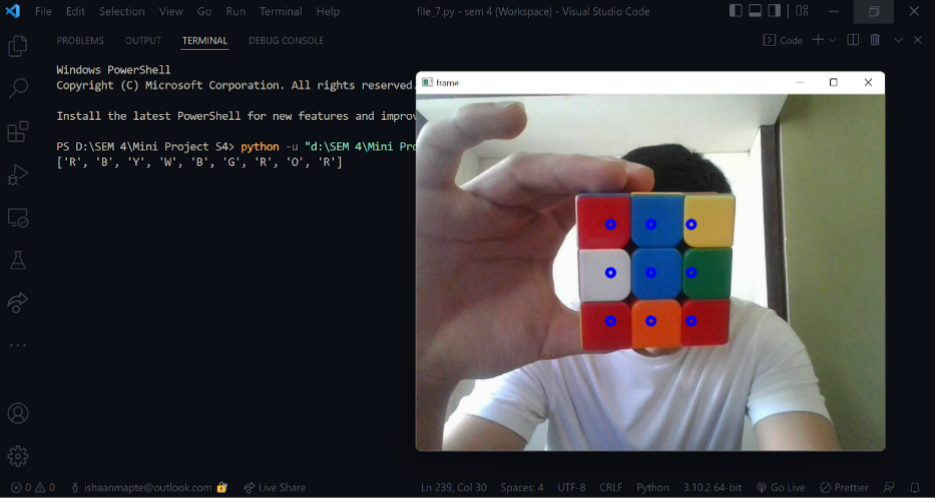 File Edit Selection View Go Run Terminal Help
file_7.py - sem 4 (Workspace) - Visual Studio Code
PROBLEMS OUTPUT TERMINAL DEBUG CONSOLE
Code
Windows PowerShell
Copyright (C) Microsoft Corporation. All rights reserved.
Install the latest PowerShell for new features and improv
PS D:\SEM 4\Mini Project S4> python -u "d:\SEM 4\Mini Pro
['R', 'B', 'Y', 'W', 'B', 'G', 'R', 'O', 'R']
frame
0 0 ishaanmapte@outlook.com Live Share Ln 239, Col 30 Spaces: 4 UTF-8 CRLF Python 3.10.2 64-bit Go Live Prettier